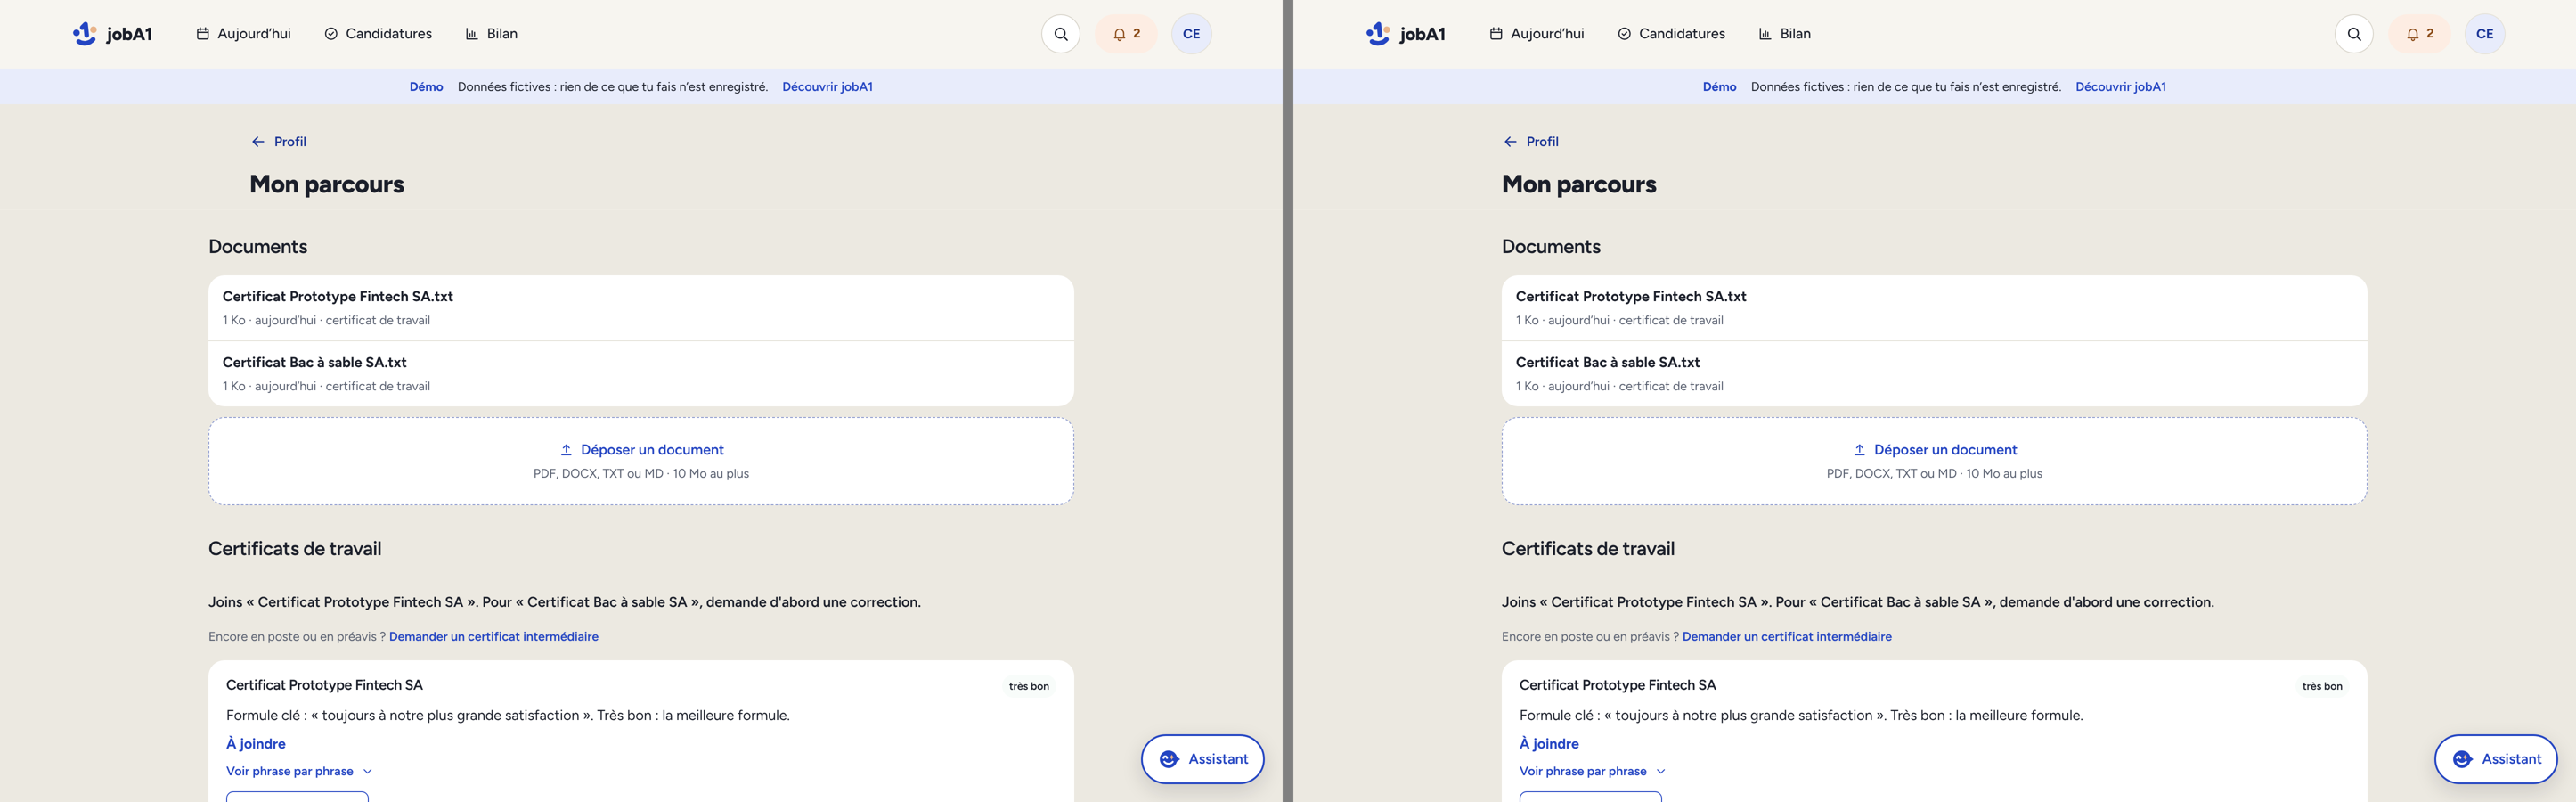 jobA1 Aujourd’hui Candidatures Bilan 2 CE
Démo Données fictives : rien de ce que tu fais n’est enregistré. Découvrir jobA1
Profil
Mon parcours
Documents
Certificat Prototype Fintech SA.txt
1 Ko · aujourd’hui · certificat de travail
Certificat Bac à sable SA.txt
1 Ko · aujourd’hui · certificat de travail
Déposer un document
PDF, DOCX, TXT ou MD · 10 Mo au plus
Certificats de travail
Joins « Certificat Prototype Fintech SA ». Pour « Certificat Bac à sable SA », demande d'abord une correction.
Encore en poste ou en préavis ? Demander un certificat intermédiaire
Certificat Prototype Fintech SA très bon
Formule clé : « toujours à notre plus grande satisfaction ». Très bon : la meilleure formule.
À joindre
Voir phrase par phrase
Assistant
jobA1 Aujourd’hui Candidatures Bilan 2 CE
Démo Données fictives : rien de ce que tu fais n’est enregistré. Découvrir jobA1
Profil
Mon parcours
Documents
Certificat Prototype Fintech SA.txt
1 Ko · aujourd’hui · certificat de travail
Certificat Bac à sable SA.txt
1 Ko · aujourd’hui · certificat de travail
Déposer un document
PDF, DOCX, TXT ou MD · 10 Mo au plus
Certificats de travail
Joins « Certificat Prototype Fintech SA ». Pour « Certificat Bac à sable SA », demande d'abord une correction.
Encore en poste ou en préavis ? Demander un certificat intermédiaire
Certificat Prototype Fintech SA très bon
Formule clé : « toujours à notre plus grande satisfaction ». Très bon : la meilleure formule.
À joindre
Voir phrase par phrase
Assistant